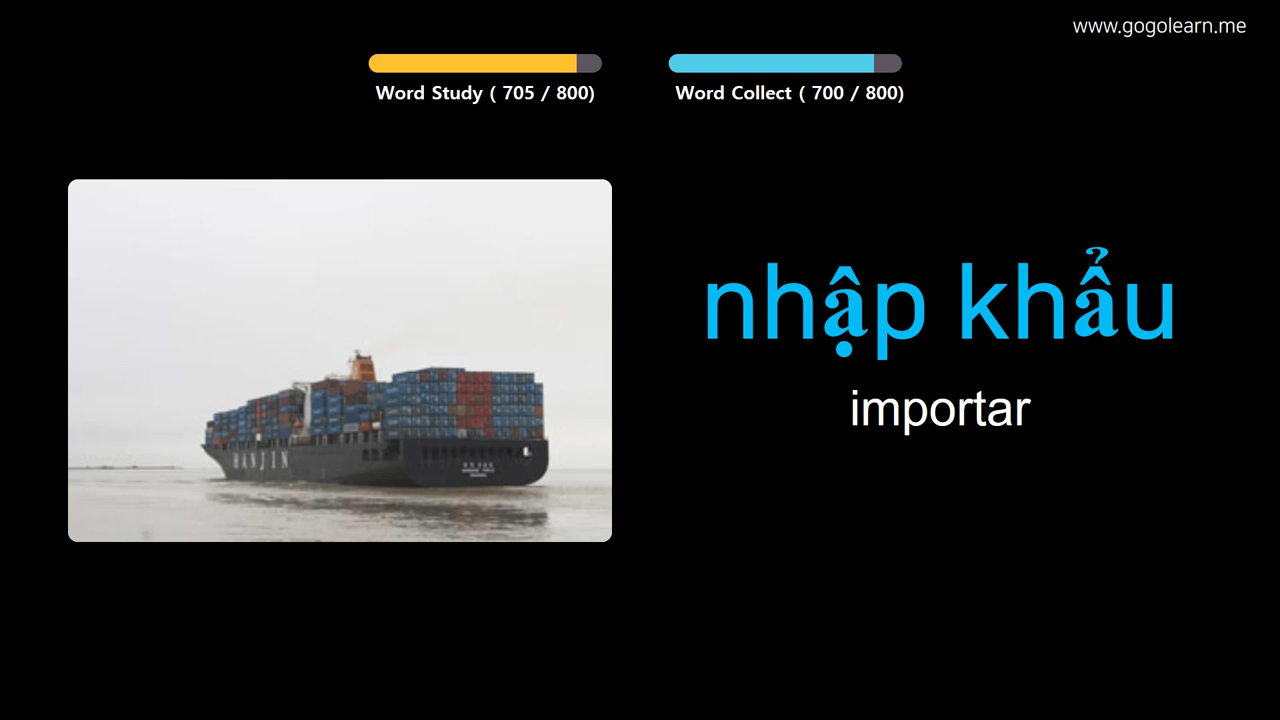 www.gogolearn.me
Word Study ( 705 / 800)
Word Collect ( 700 / 800)
nhập khẩu
importar
HANJIN